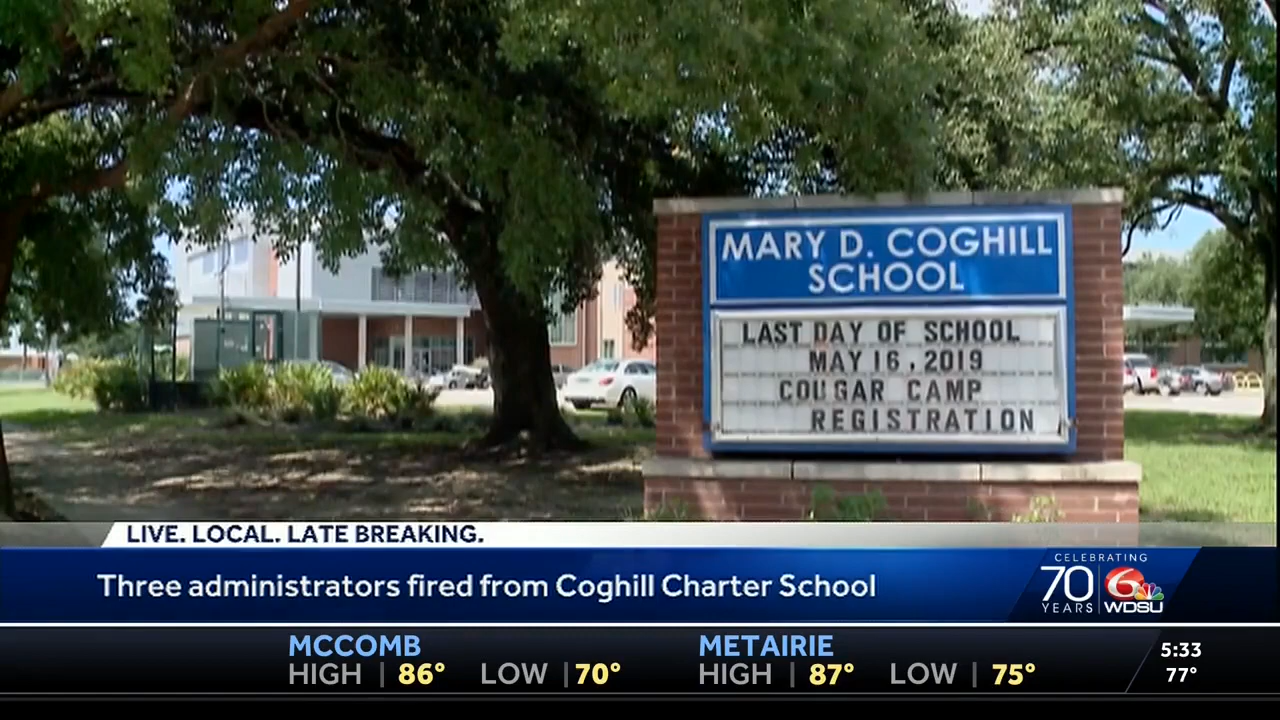 MARY D. COGHILL
SCHOOL
LAST DAY OF SCHOOL
MAY 16, 2019
COUGAR CAMP
REGISTRATION
LIVE. LOCAL. LATE BREAKING.
Three administrators fired from Coghill Charter School
CELEBRATING
70
YEARS
6
WDSU
MCCOMB
HIGH | 86° LOW | 70°
METAIRIE
HIGH | 87° LOW | 75°
5:33
77°